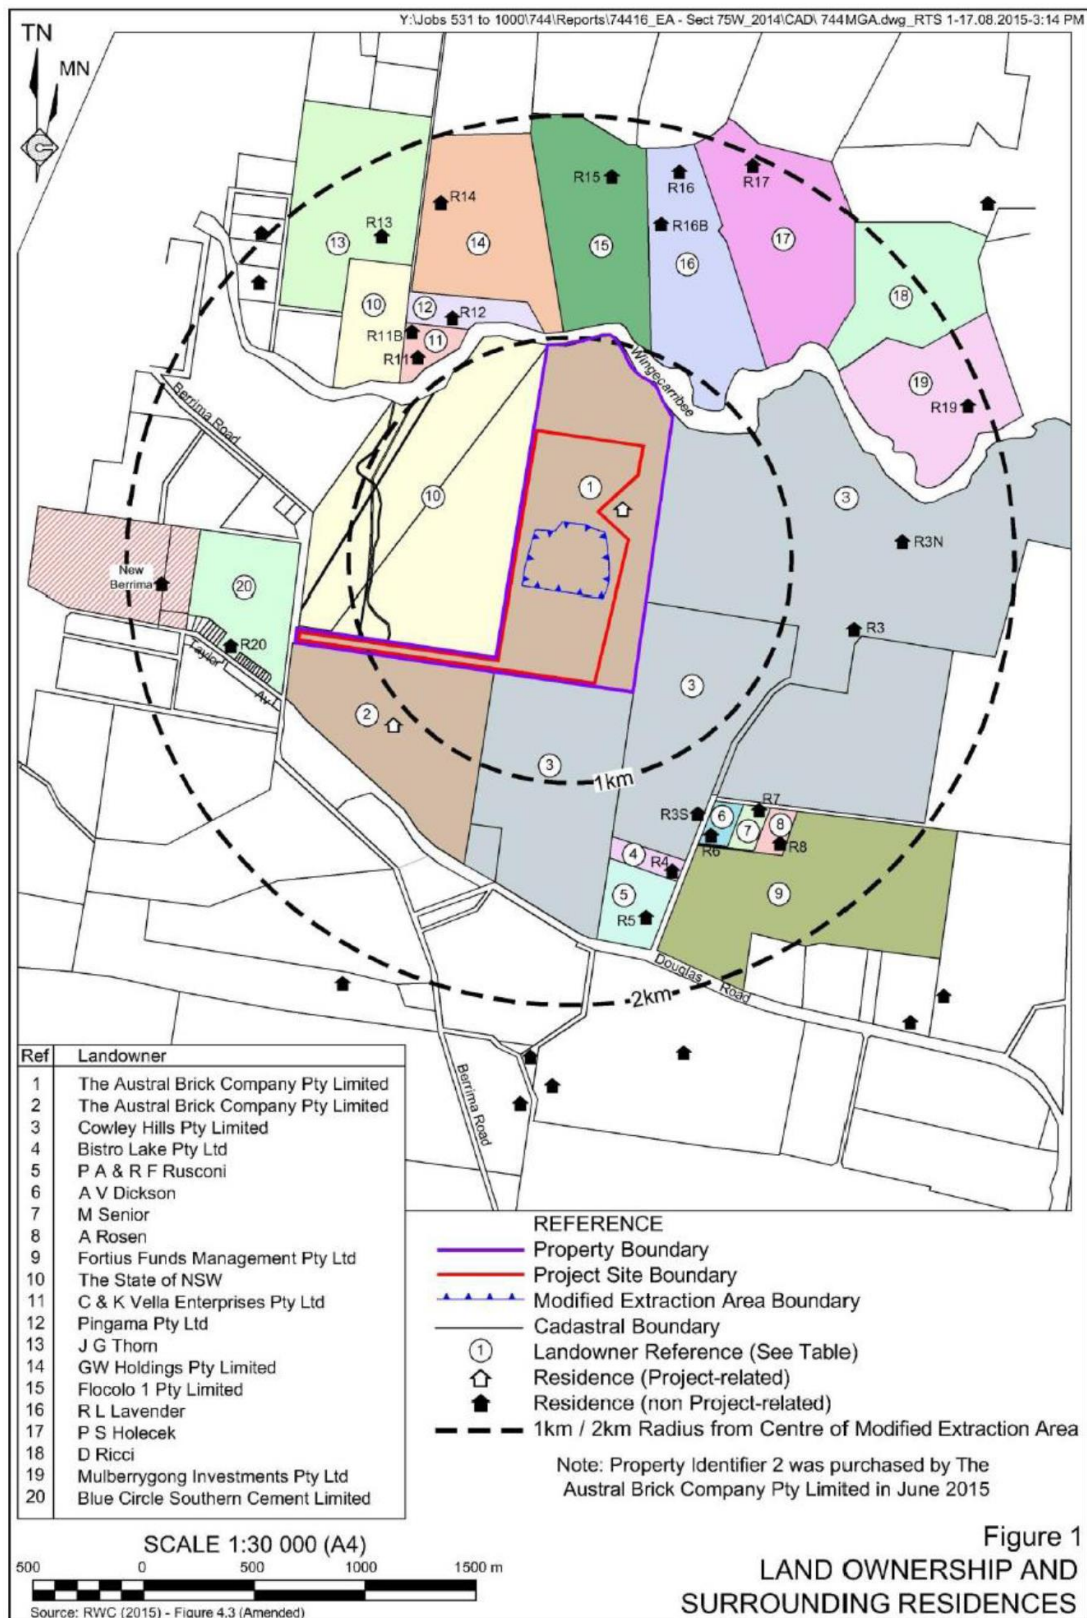 Y:\Jobs 531 to 1000\744\Reports\74416_EA - Sect 75W_2014\CAD\ 744MGA.dwg_RTS 1-17.08.2015-3:14 PM
TN
MN
R15
R16
R17
R14
R13
R16B
13
14
15
17
16
10
12
R12
18
R11B
11
R11
Wingecarribee
19
R19
Berrima Road
10
1
3
R3N
New
Berrima
20
R3
R20
Taylor
Av
2
3
3
1km
R7
R3S
6
7
8
R6
R8
4
R4
5
R5
9
Douglas
Road
2km
Berrima Road
Ref Landowner
1 The Austral Brick Company Pty Limited
2 The Austral Brick Company Pty Limited
3 Cowley Hills Pty Limited
4 Bistro Lake Pty Ltd
5 P A & R F Rusconi
6 A V Dickson
7 M Senior
8 A Rosen
9 Fortius Funds Management Pty Ltd
10 The State of NSW
11 C & K Vella Enterprises Pty Ltd
12 Pingama Pty Ltd
13 J G Thorn
14 GW Holdings Pty Limited
15 Flocolo 1 Pty Limited
16 R L Lavender
17 P S Holecek
18 D Ricci
19 Mulberrygong Investments Pty Ltd
20 Blue Circle Southern Cement Limited
REFERENCE
Property Boundary
Project Site Boundary
Modified Extraction Area Boundary
Cadastral Boundary
1 Landowner Reference (See Table)
Residence (Project-related)
Residence (non Project-related)
1km / 2km Radius from Centre of Modified Extraction Area
Note: Property Identifier 2 was purchased by The
Austral Brick Company Pty Limited in June 2015
SCALE 1:30 000 (A4)
500 0 500 1000 1500 m
Source: RWC (2015) - Figure 4.3 (Amended)
Figure 1
LAND OWNERSHIP AND
SURROUNDING RESIDENCES